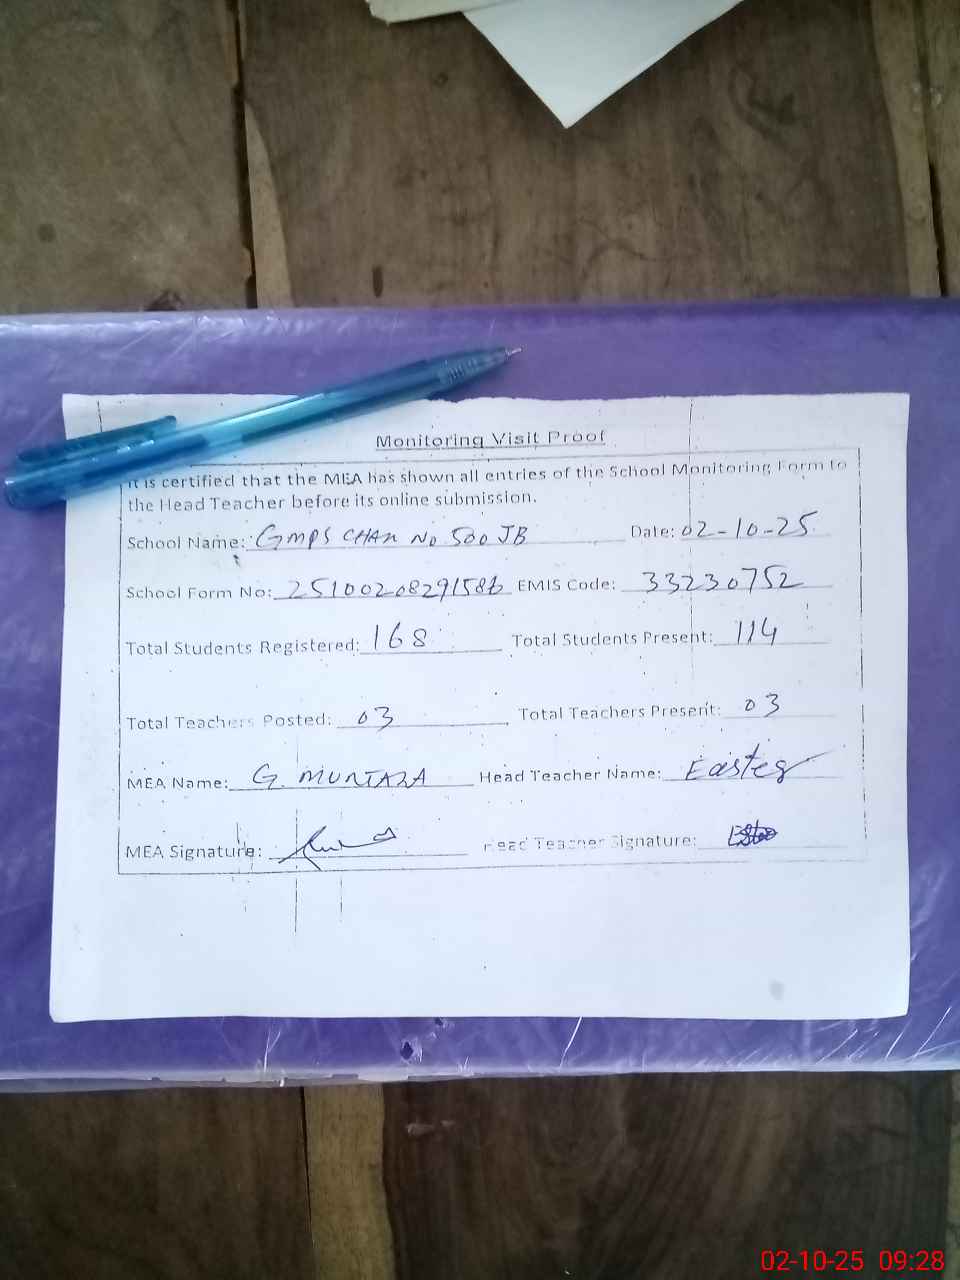 Monitoring Visit Proof
It is certified that the MEA has shown all entries of the School Monitoring Form to
the Head Teacher before its online submission.
School Name: GMPS CHAK No 500 JB Date: 02-10-25
School Form No: 25100208291586 EMIS Code: 33230752
Total Students Registered: 168 Total Students Present: 114
Total Teachers Posted: 03 Total Teachers Present: 03
MEA Name: G. MURTAZA Head Teacher Name: Easter
MEA Signature: Head Teacher Signature:
02-10-25 09:28